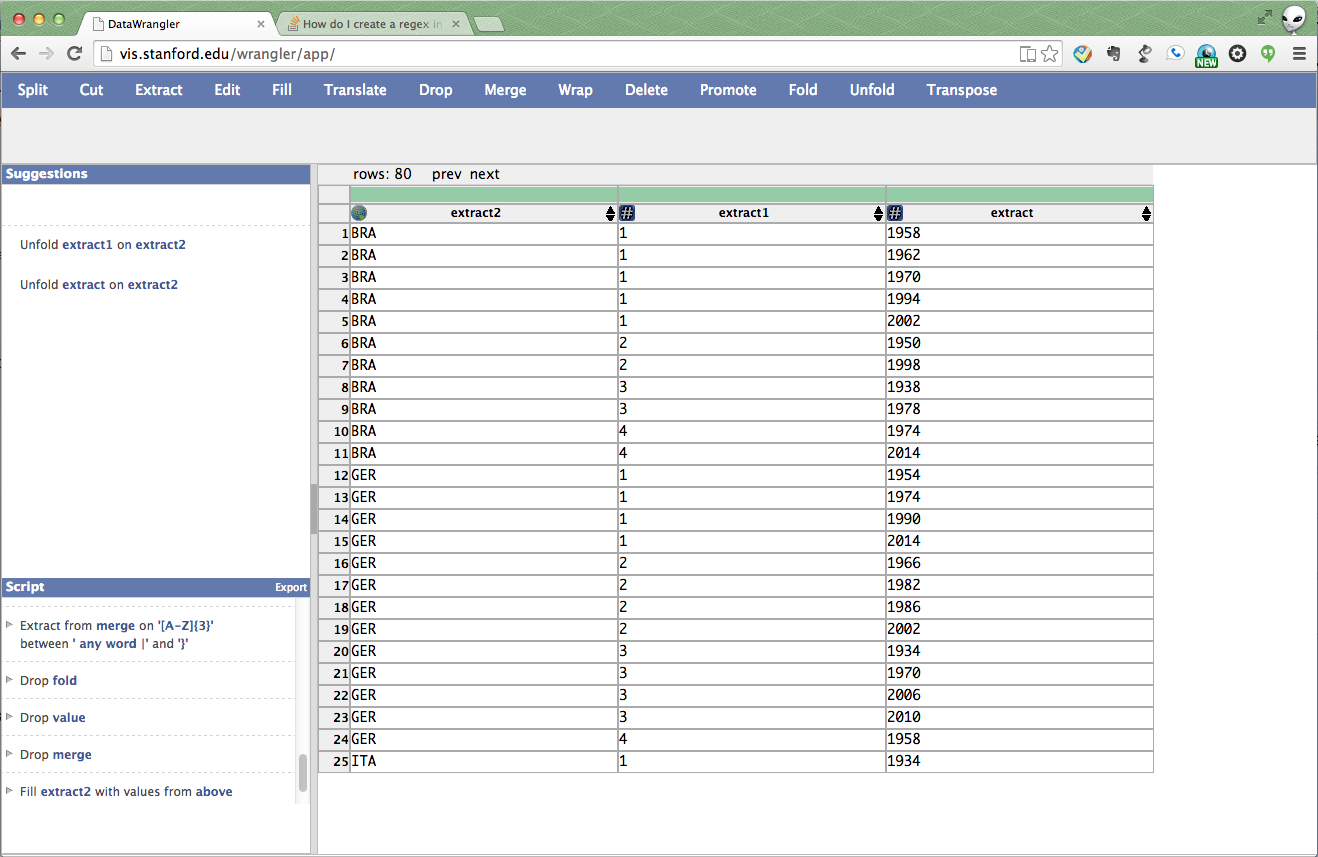 DataWrangler
How do I create a regex in
vis.stanford.edu/wrangler/app/
NEW
Split Cut Extract Edit Fill Translate Drop Merge Wrap Delete Promote Fold Unfold Transpose
Suggestions
Unfold extract1 on extract2
Unfold extract on extract2
Script Export
Extract from merge on '[A-Z]{3}'
between ' any word |' and '}'
Drop fold
Drop value
Drop merge
Fill extract2 with values from above
rows: 80 prev next
extract2 # extract1 # extract
1 BRA 1 1958
2 BRA 1 1962
3 BRA 1 1970
4 BRA 1 1994
5 BRA 1 2002
6 BRA 2 1950
7 BRA 2 1998
8 BRA 3 1938
9 BRA 3 1978
10 BRA 4 1974
11 BRA 4 2014
12 GER 1 1954
13 GER 1 1974
14 GER 1 1990
15 GER 1 2014
16 GER 2 1966
17 GER 2 1982
18 GER 2 1986
19 GER 2 2002
20 GER 3 1934
21 GER 3 1970
22 GER 3 2006
23 GER 3 2010
24 GER 4 1958
25 ITA 1 1934